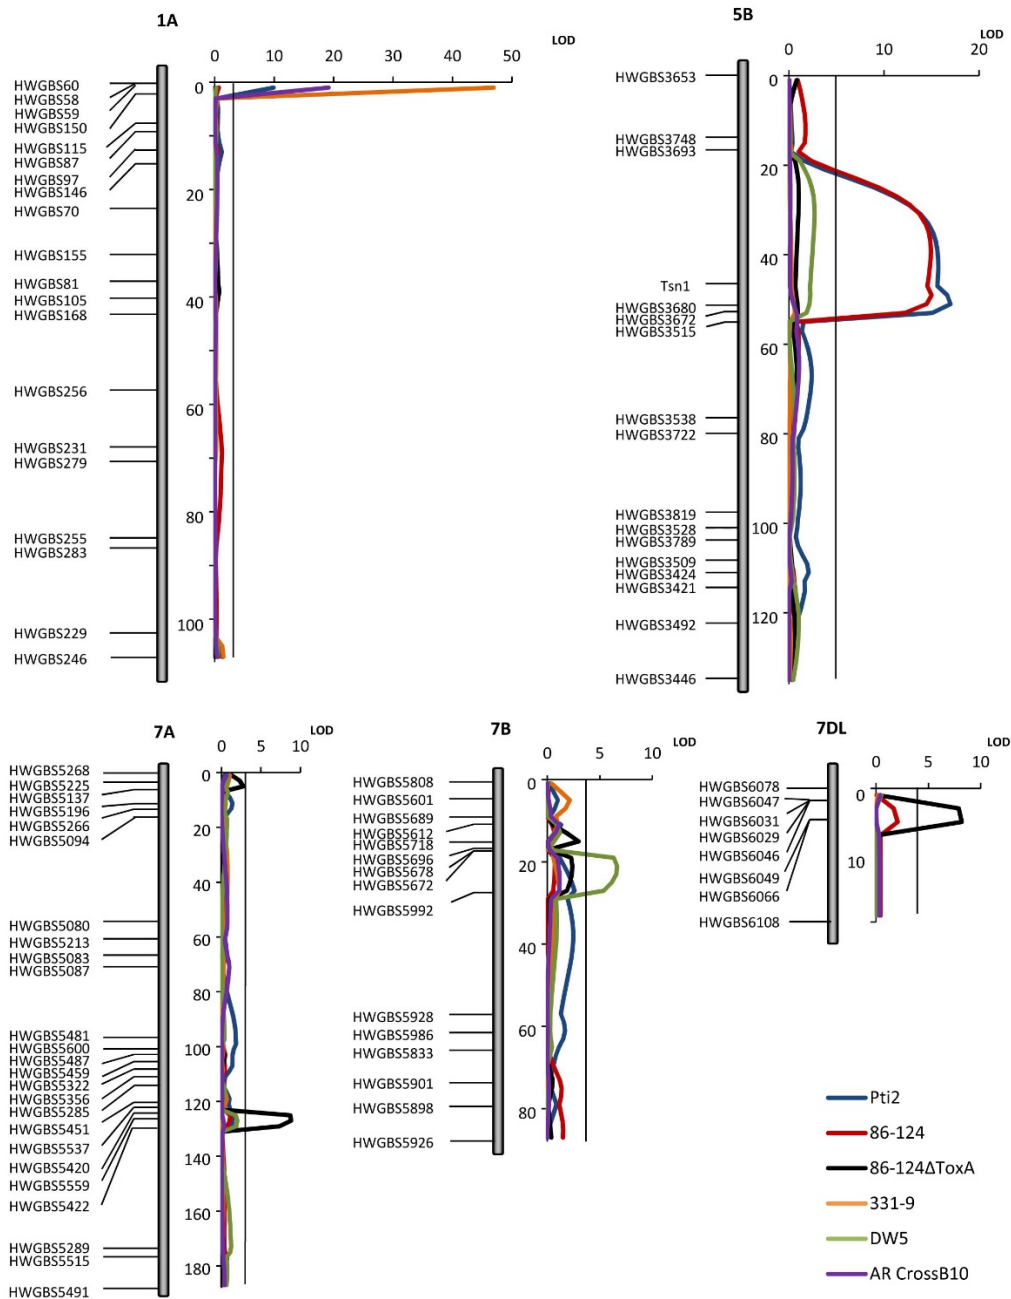 1A
LOD
0 10 20 30 40 50
HWGBS60
HWGBS58
HWGBS59
HWGBS150
HWGBS115
HWGBS87
HWGBS97
HWGBS146
HWGBS70
HWGBS155
HWGBS81
HWGBS105
HWGBS168
HWGBS256
HWGBS231
HWGBS279
HWGBS255
HWGBS283
HWGBS229
HWGBS246
0
20
40
60
80
100
5B
LOD
0 10 20
HWGBS3653
HWGBS3748
HWGBS3693
Tsn1
HWGBS3680
HWGBS3672
HWGBS3515
HWGBS3538
HWGBS3722
HWGBS3819
HWGBS3528
HWGBS3789
HWGBS3509
HWGBS3424
HWGBS3421
HWGBS3492
HWGBS3446
0
20
40
60
80
100
120
7A
LOD
0 5 10
HWGBS5268
HWGBS5225
HWGBS5137
HWGBS5196
HWGBS5266
HWGBS5094
HWGBS5080
HWGBS5213
HWGBS5083
HWGBS5087
HWGBS5481
HWGBS5600
HWGBS5487
HWGBS5459
HWGBS5322
HWGBS5356
HWGBS5285
HWGBS5451
HWGBS5537
HWGBS5420
HWGBS5559
HWGBS5422
HWGBS5289
HWGBS5515
HWGBS5491
0
20
40
60
80
100
120
140
160
180
7B
LOD
0 5 10
HWGBS5808
HWGBS5601
HWGBS5689
HWGBS5612
HWGBS5718
HWGBS5696
HWGBS5678
HWGBS5672
HWGBS5992
HWGBS5928
HWGBS5986
HWGBS5833
HWGBS5901
HWGBS5898
HWGBS5926
0
20
40
60
80
7DL
LOD
0 5 10
HWGBS6078
HWGBS6047
HWGBS6031
HWGBS6029
HWGBS6046
HWGBS6049
HWGBS6066
HWGBS6108
0
10
Pti2
86-124
86-124ΔToxA
331-9
DW5
AR CrossB10